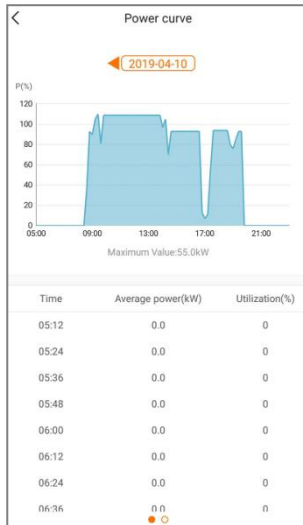 Power curve
2019-04-10
P(%)
120
100
80
60
40
20
0
05:00 09:00 13:00 17:00 21:00
Maximum Value:55.0kW
Time Average power(kW) Utilization(%)
05:12 0.0 0
05:24 0.0 0
05:36 0.0 0
05:48 0.0 0
06:00 0.0 0
06:12 0.0 0
06:24 0.0 0
06:36 0.0 0